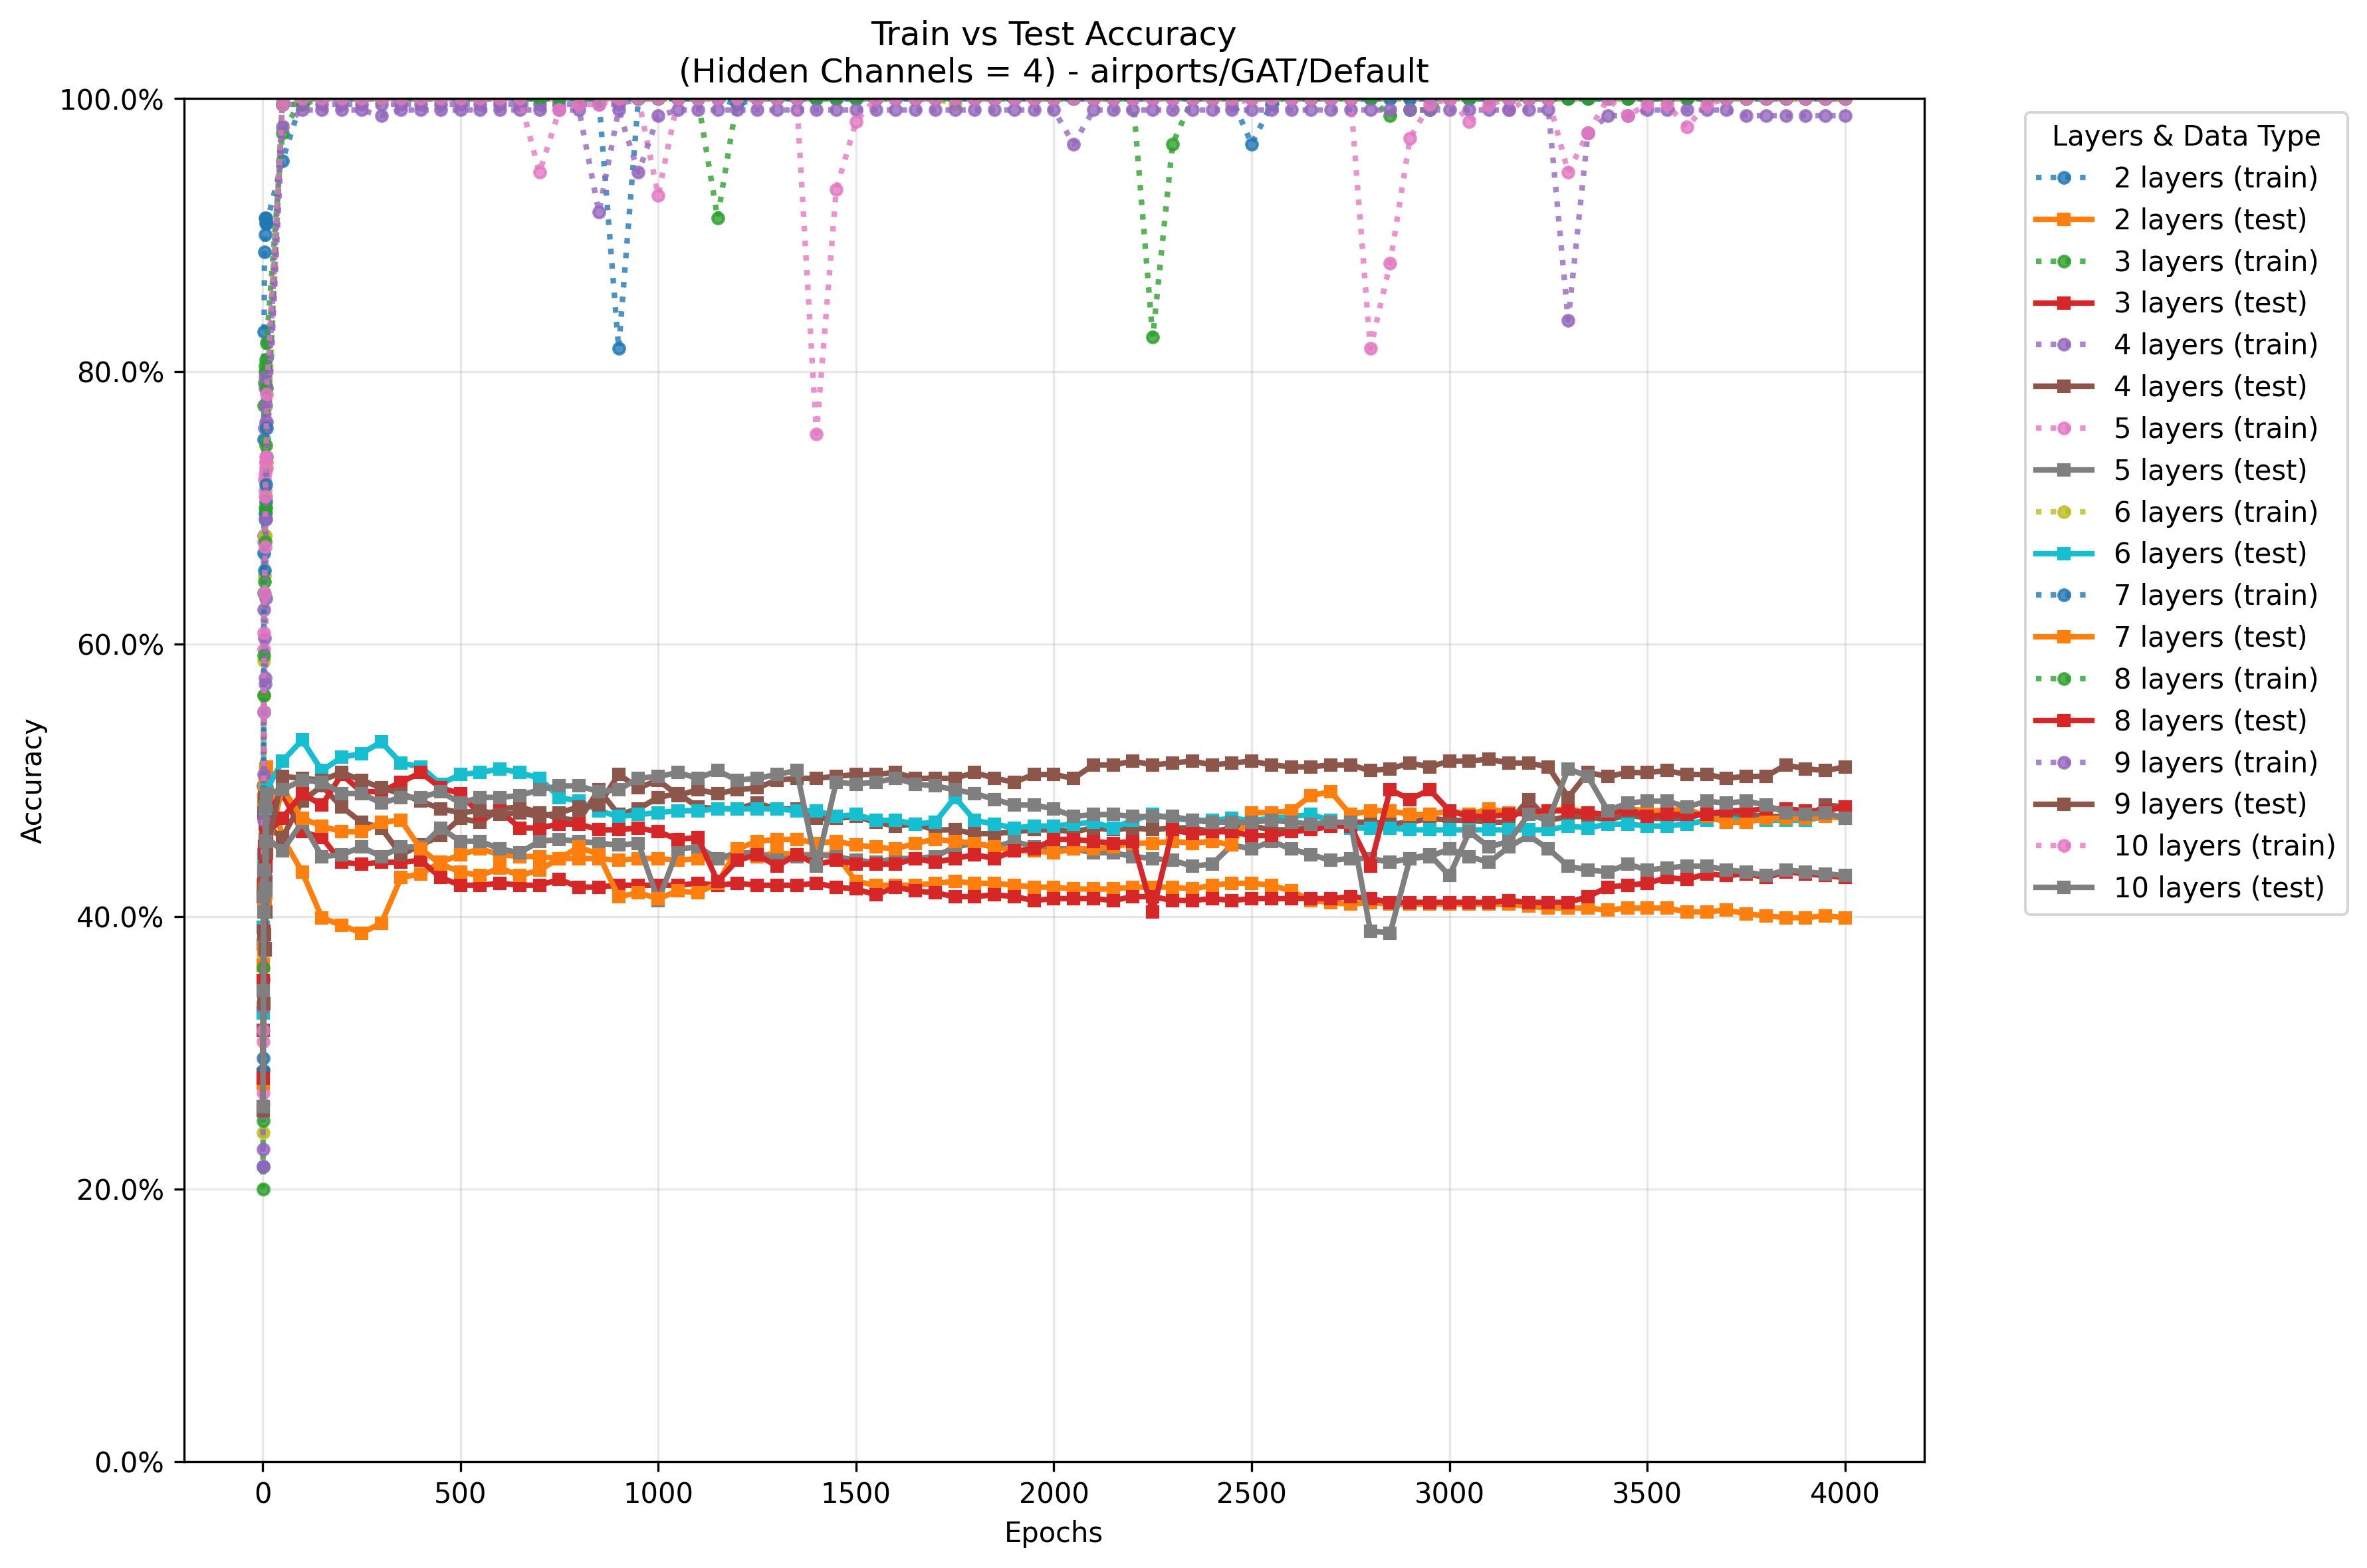 Train vs Test Accuracy
(Hidden Channels = 4) - airports/GAT/Default
100.0%
80.0%
60.0%
40.0%
20.0%
0.0%
Accuracy
0
500
1000
1500
2000
2500
3000
3500
4000
Epochs
Layers & Data Type
2 layers (train)
2 layers (test)
3 layers (train)
3 layers (test)
4 layers (train)
4 layers (test)
5 layers (train)
5 layers (test)
6 layers (train)
6 layers (test)
7 layers (train)
7 layers (test)
8 layers (train)
8 layers (test)
9 layers (train)
9 layers (test)
10 layers (train)
10 layers (test)